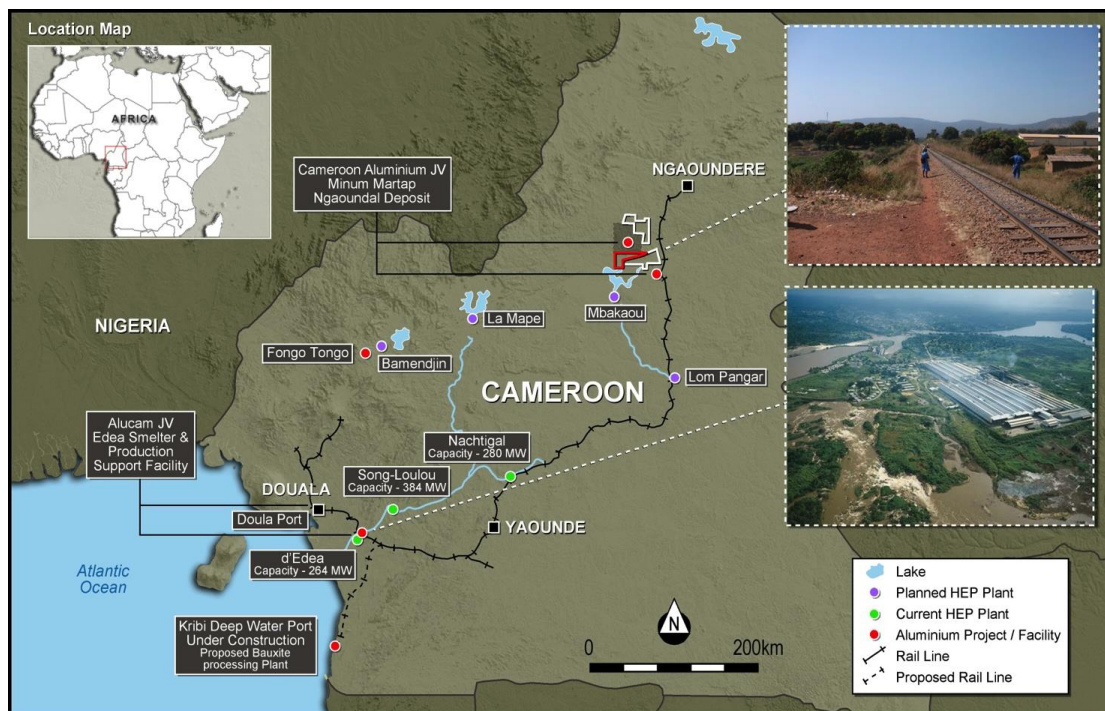 Location Map
AFRICA
Cameroon Aluminium JV
Minum Martap
Ngaoundal Deposit
NGAOUNDERE
NIGERIA
La Mape
Mbakaou
Fongo Tongo
Bamendjin
CAMEROON
Lom Pangar
Alucam JV
Edea Smelter &
Production
Support Facility
Nachtigal
Capacity - 280 MW
Song-Loulou
Capacity - 384 MW
DOUALA
Doula Port
YAOUNDE
d'Edea
Capacity - 264 MW
Atlantic
Ocean
Kribi Deep Water Port
Under Construction
Proposed Bauxite
processing Plant
N
0 200km
Lake
Planned HEP Plant
Current HEP Plant
Aluminium Project / Facility
Rail Line
Proposed Rail Line